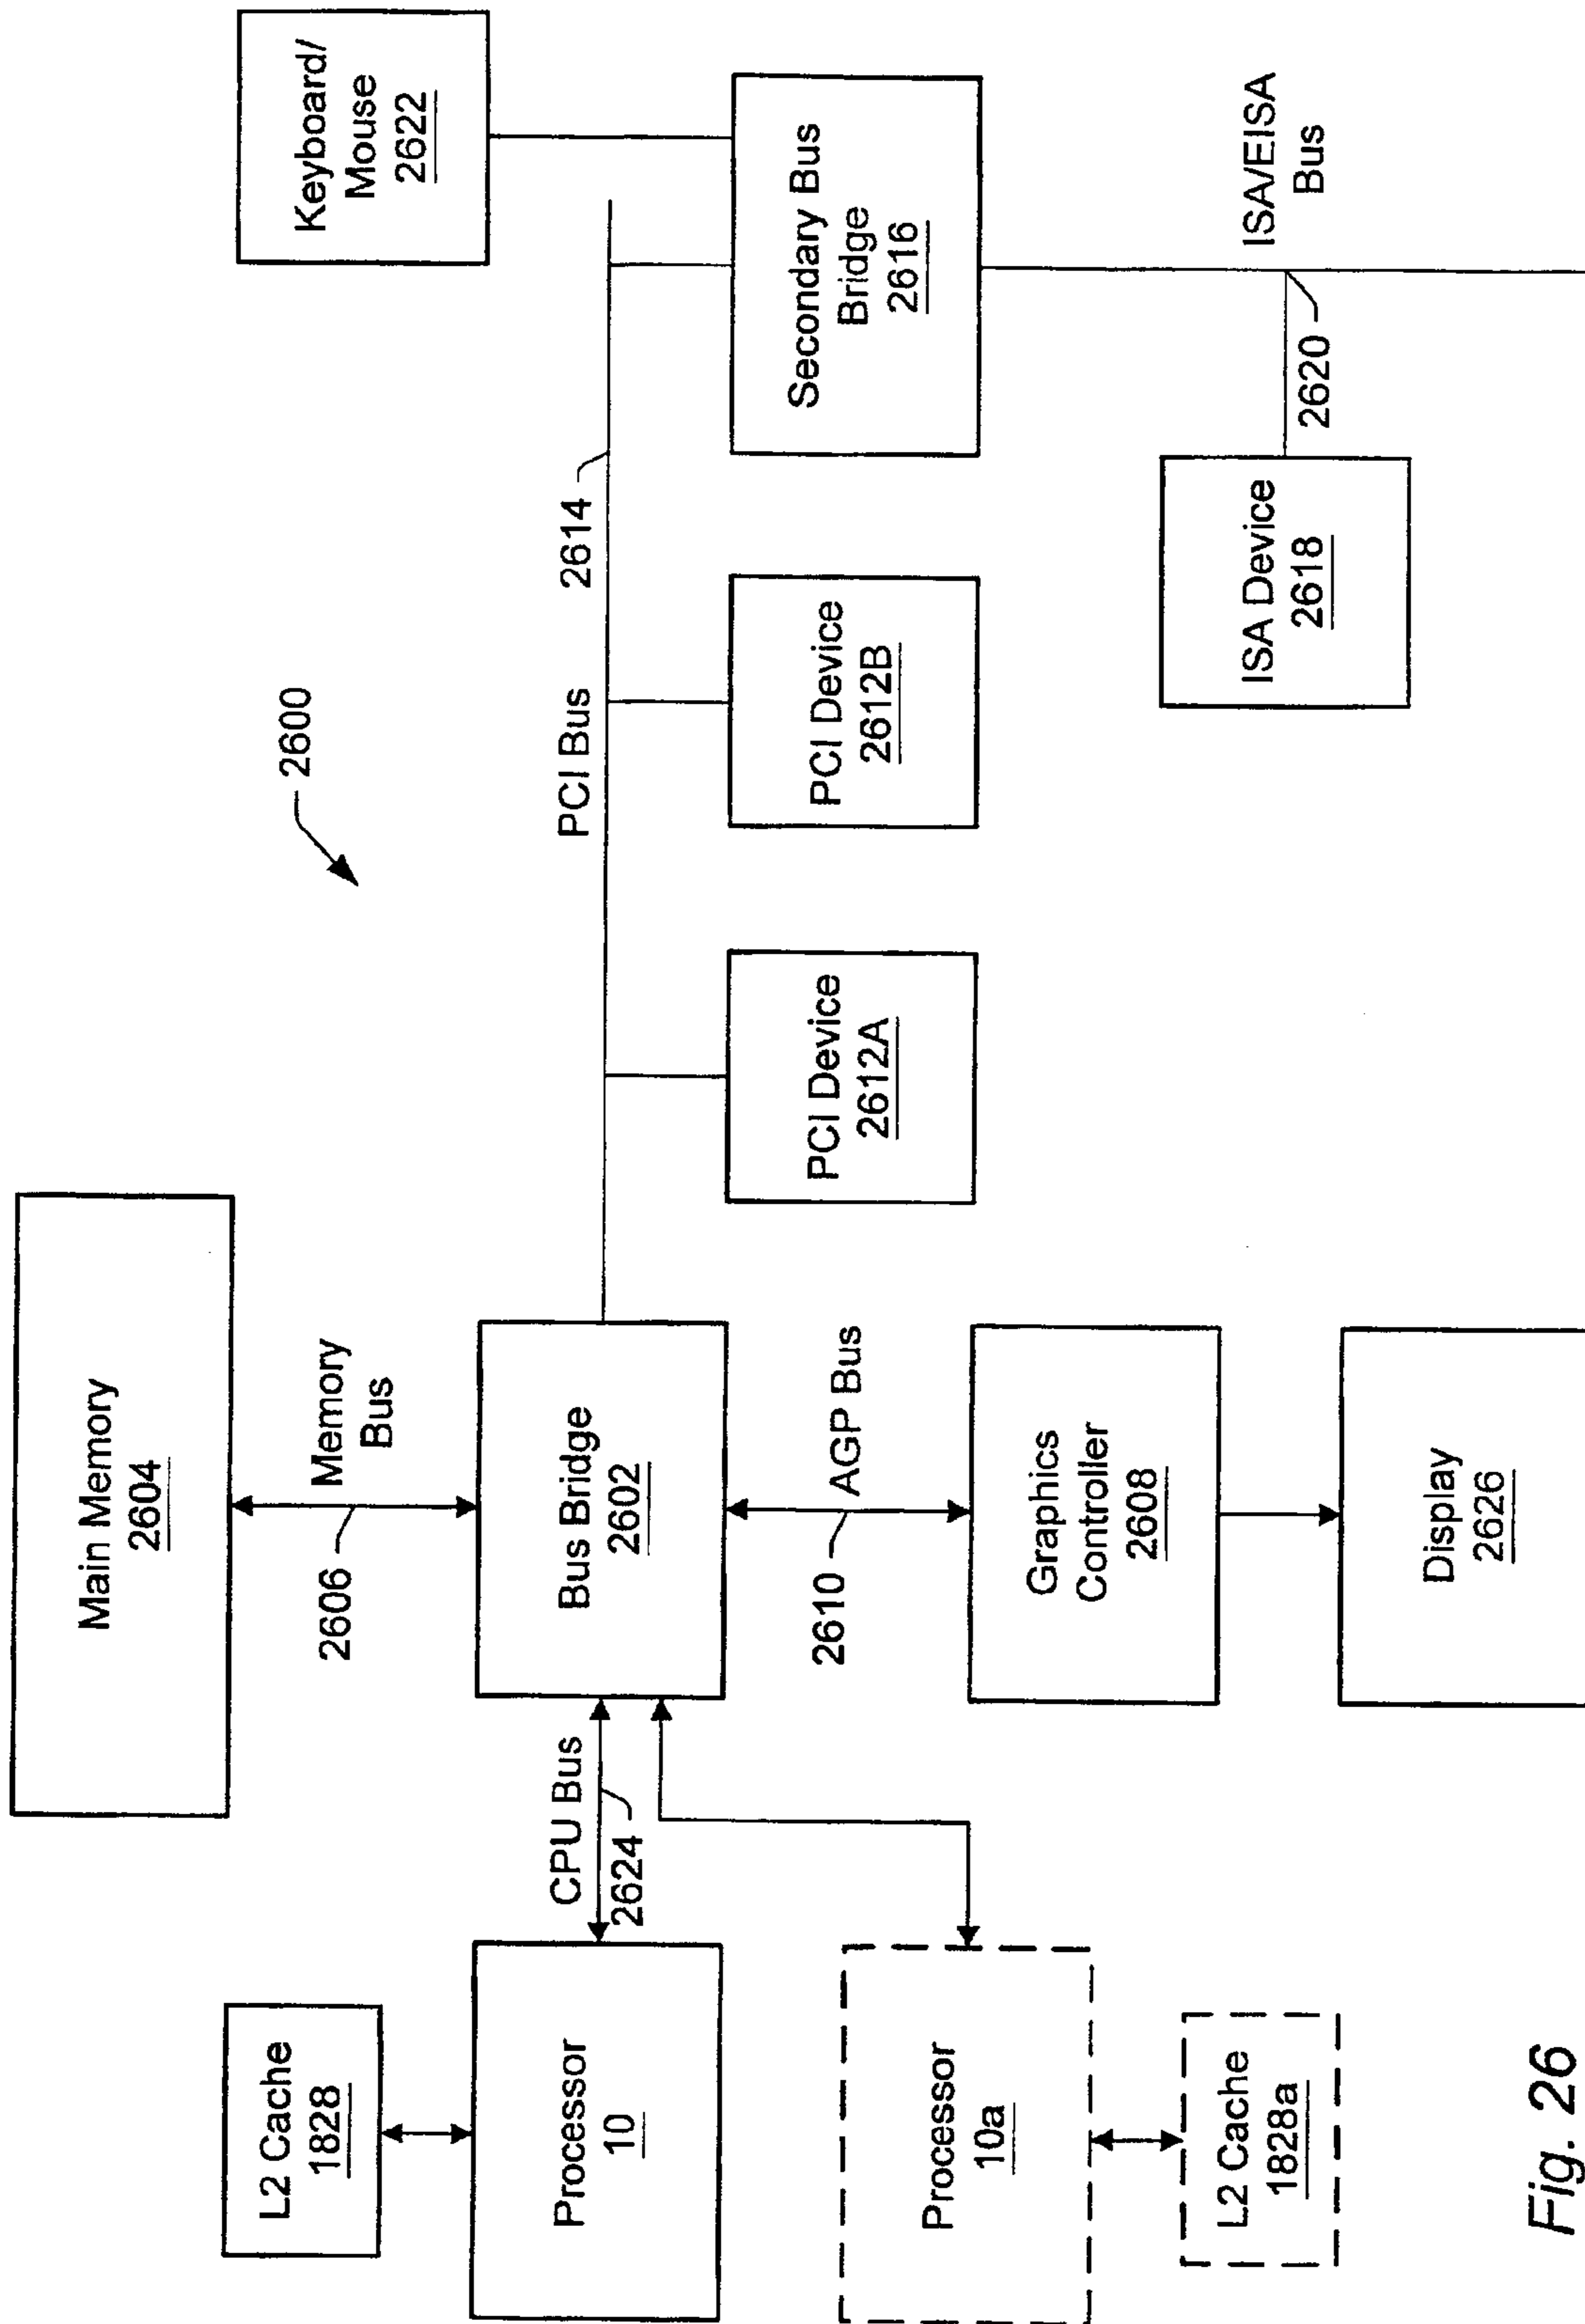 2600
Main Memory
2604
Keyboard/
Mouse
2622
L2 Cache
1828
2606
Memory
Bus
Processor
10
CPU Bus
2624
Bus Bridge
2602
PCI Bus
2614
2610
AGP Bus
PCI Device
2612A
PCI Device
2612B
Secondary Bus
Bridge
2616
Processor
10a
Graphics
Controller
2608
L2 Cache
1828a
ISA Device
2618
2620
ISA/EISA
Bus
Display
2626
Fig. 26